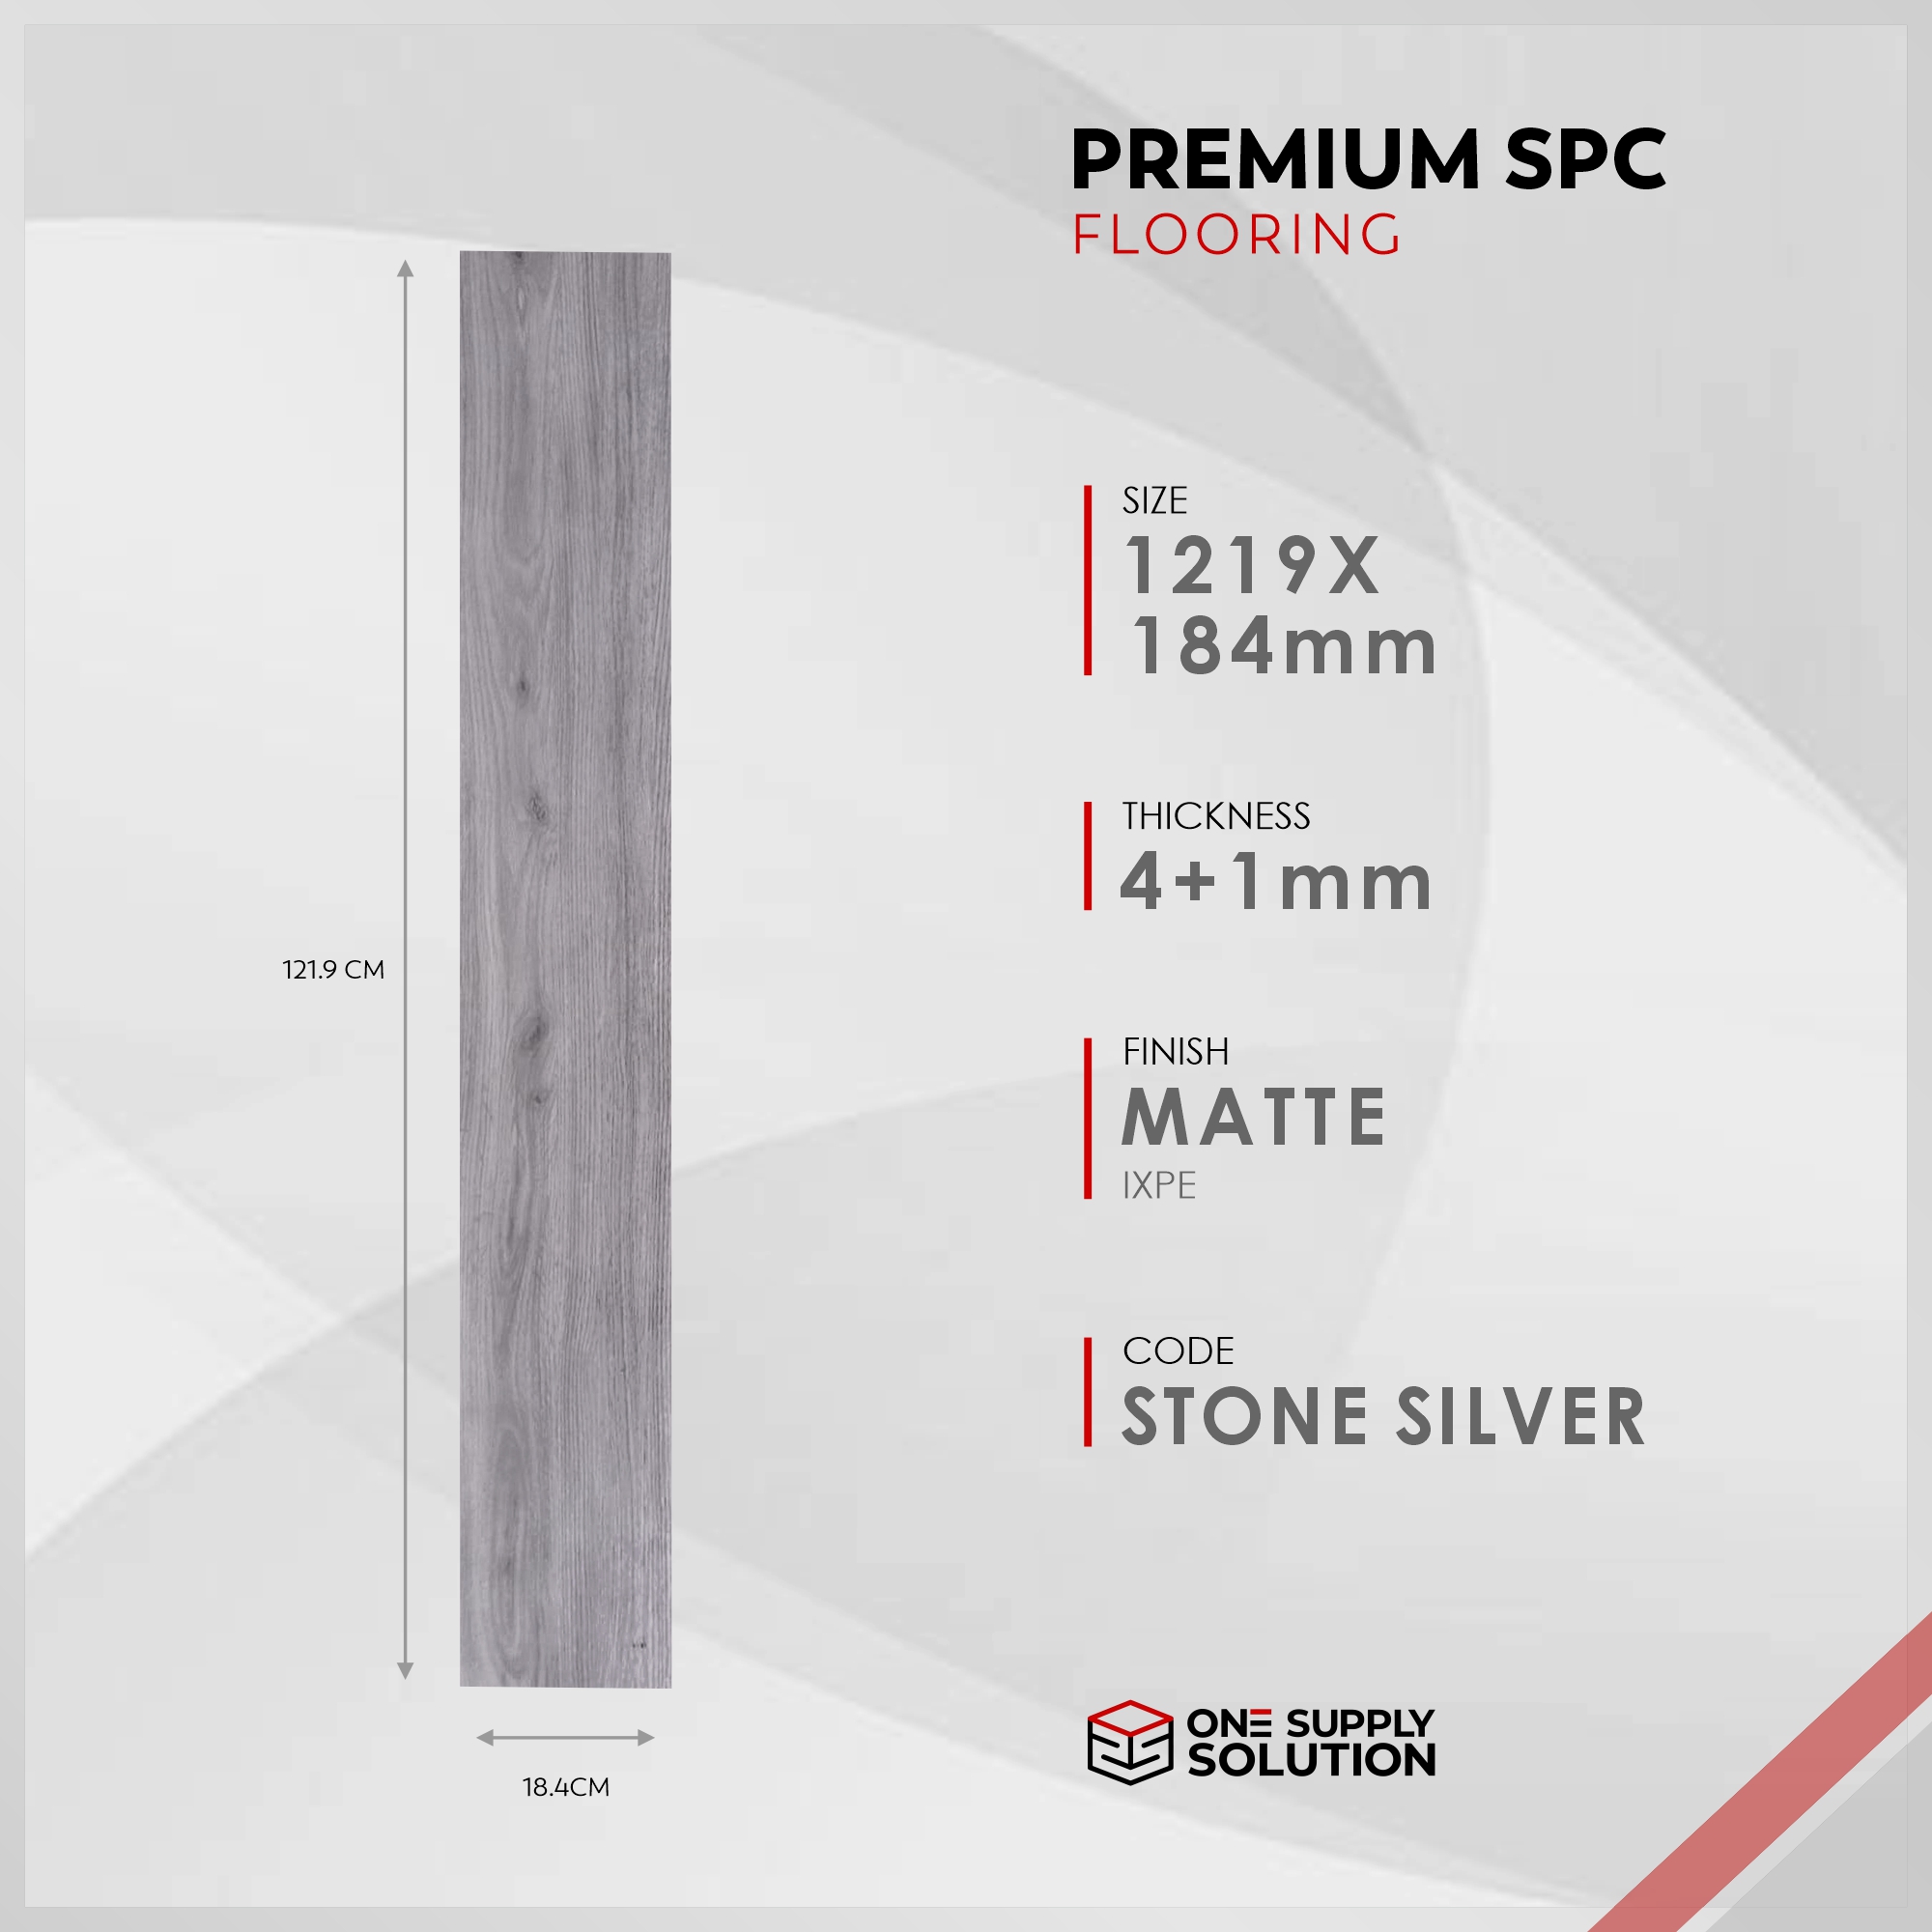 PREMIUM SPC
FLOORING
SIZE
1219X
184mm
THICKNESS
4+1mm
121.9 CM
FINISH
MATTE
IXPE
CODE
STONE SILVER
ONE SUPPLY
SOLUTION
18.4CM